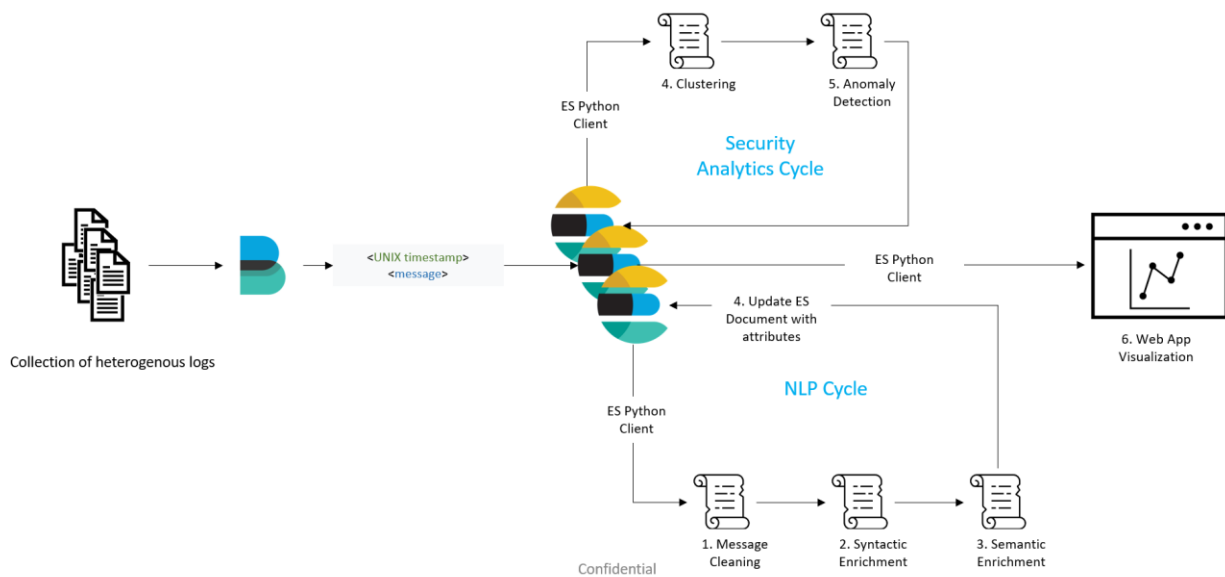 4. Clustering
5. Anomaly
Detection
ES Python
Client
Security
Analytics Cycle
<UNIX timestamp>
<message>
ES Python
Client
4. Update ES
Document with
attributes
6. Web App
Visualization
Collection of heterogenous logs
NLP Cycle
ES Python
Client
1. Message
Cleaning
2. Syntactic
Enrichment
3. Semantic
Enrichment
Confidential